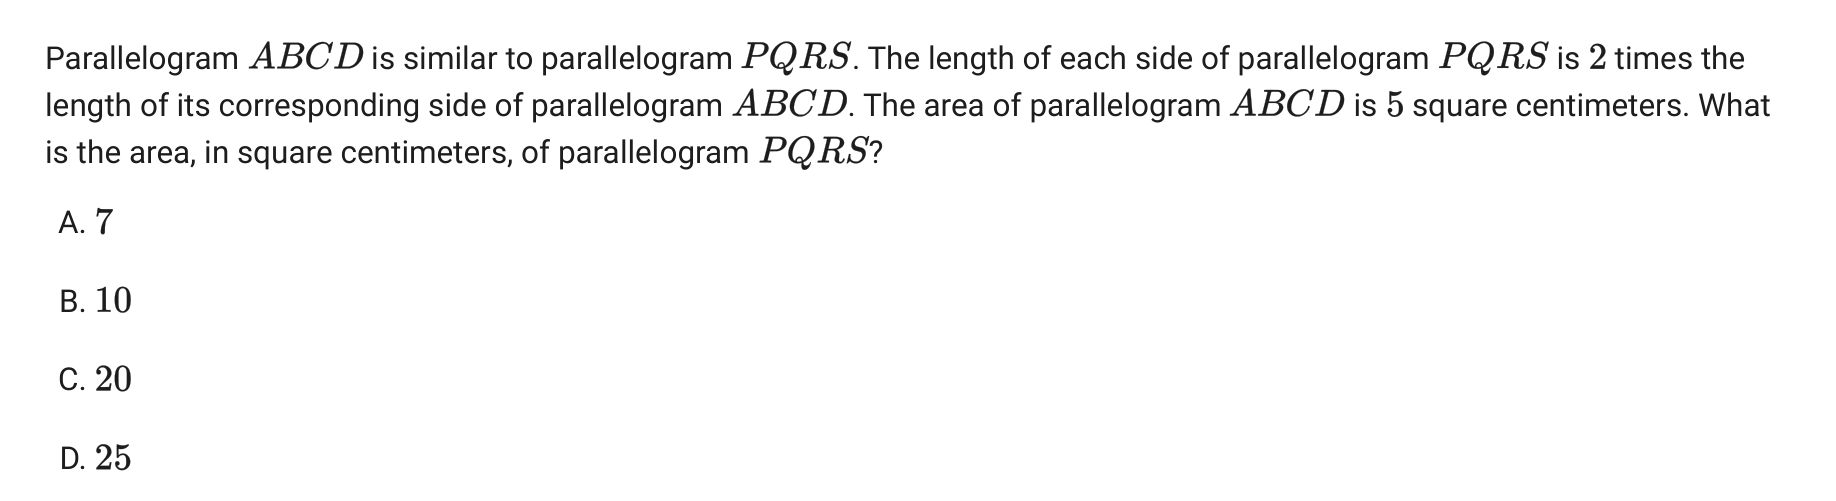 Parallelogram ABCD is similar to parallelogram PQRS. The length of each side of parallelogram PQRS is 2 times the
length of its corresponding side of parallelogram ABCD. The area of parallelogram ABCD is 5 square centimeters. What
is the area, in square centimeters, of parallelogram PQRS?
A. 7
B. 10
C. 20
D. 25